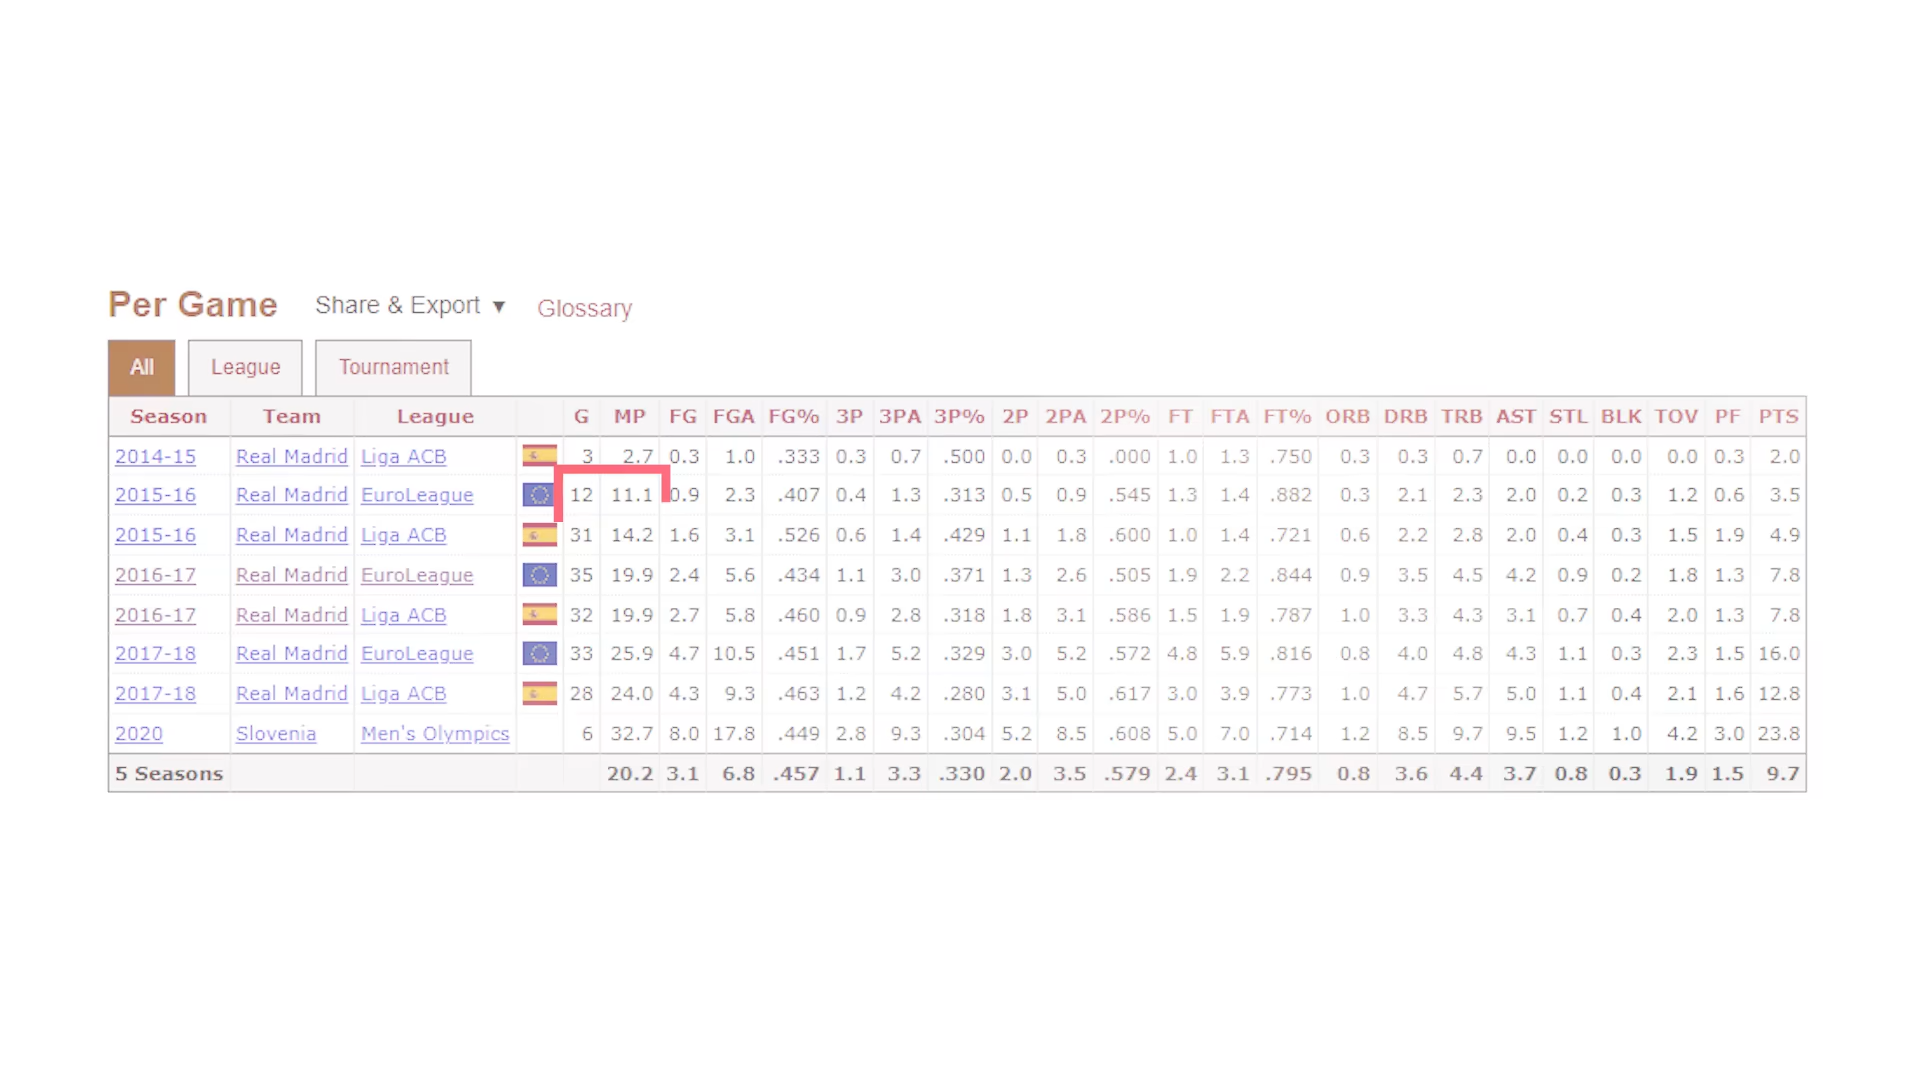 Per Game Share & Export ▼ Glossary
All League Tournament
Season Team League G MP FG FGA FG% 3P 3PA 3P% 2P 2PA 2P% FT FTA FT% ORB DRB TRB AST STL BLK TOV PF PTS
2014-15 Real Madrid Liga ACB 3 2.7 0.3 1.0 .333 0.3 0.7 .500 0.0 0.3 .000 1.0 1.3 .750 0.3 0.3 0.7 0.0 0.0 0.0 0.0 0.3 2.0
2015-16 Real Madrid EuroLeague 12 11.1 0.9 2.3 .407 0.4 1.3 .313 0.5 0.9 .545 1.3 1.4 .882 0.3 2.1 2.3 2.0 0.2 0.3 1.2 0.6 3.5
2015-16 Real Madrid Liga ACB 31 14.2 1.6 3.1 .526 0.6 1.4 .429 1.1 1.8 .600 1.0 1.4 .721 0.6 2.2 2.8 2.0 0.4 0.3 1.5 1.9 4.9
2016-17 Real Madrid EuroLeague 35 19.9 2.4 5.6 .434 1.1 3.0 .371 1.3 2.6 .505 1.9 2.2 .844 0.9 3.5 4.5 4.2 0.9 0.2 1.8 1.3 7.8
2016-17 Real Madrid Liga ACB 32 19.9 2.7 5.8 .460 0.9 2.8 .318 1.8 3.1 .586 1.5 1.9 .787 1.0 3.3 4.3 3.1 0.7 0.4 2.0 1.3 7.8
2017-18 Real Madrid EuroLeague 33 25.9 4.7 10.5 .451 1.7 5.2 .329 3.0 5.2 .572 4.8 5.9 .816 0.8 4.0 4.8 4.3 1.1 0.3 2.3 1.5 16.0
2017-18 Real Madrid Liga ACB 28 24.0 4.3 9.3 .463 1.2 4.2 .280 3.1 5.0 .617 3.0 3.9 .773 1.0 4.7 5.7 5.0 1.1 0.4 2.1 1.6 12.8
2020 Slovenia Men's Olympics 6 32.7 8.0 17.8 .449 2.8 9.3 .304 5.2 8.5 .608 5.0 7.0 .714 1.2 8.5 9.7 9.5 1.2 1.0 4.2 3.0 23.8
5 Seasons 20.2 3.1 6.8 .457 1.1 3.3 .330 2.0 3.5 .579 2.4 3.1 .795 0.8 3.6 4.4 3.7 0.8 0.3 1.9 1.5 9.7